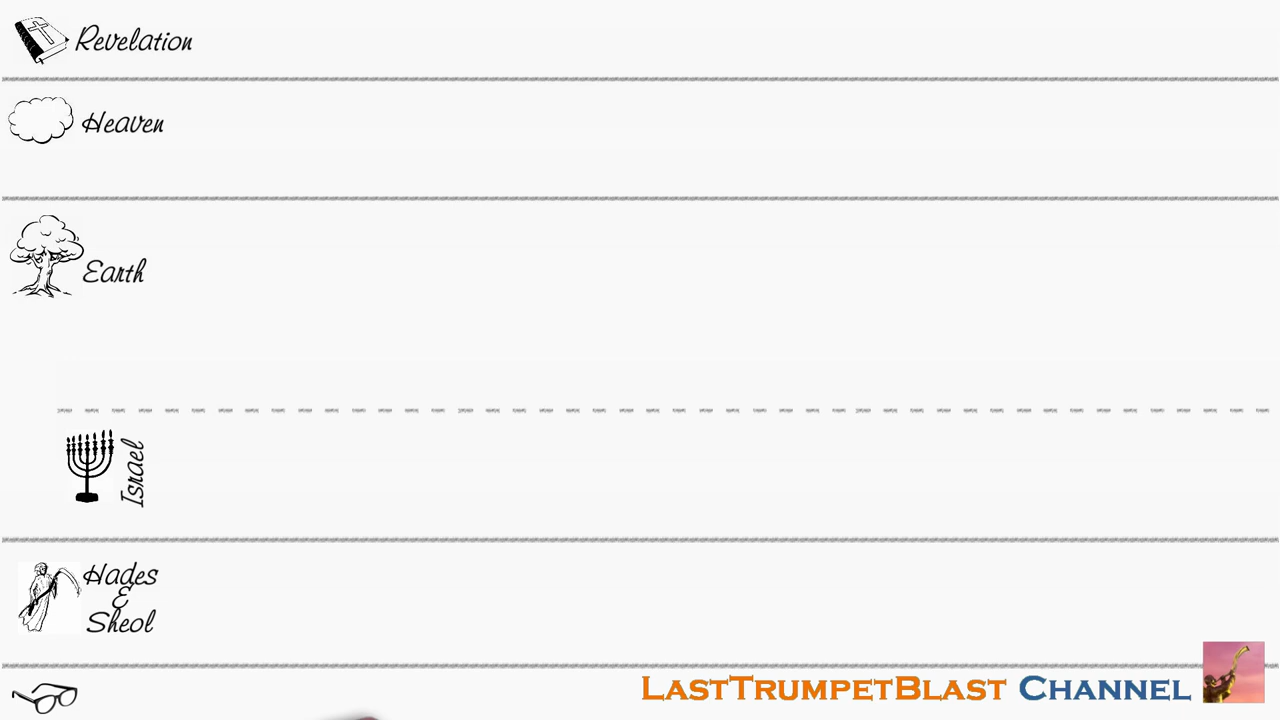 Revelation
Heaven
Earth
Israel
Hades
&
Sheol
LastTrumpetBlast Channel